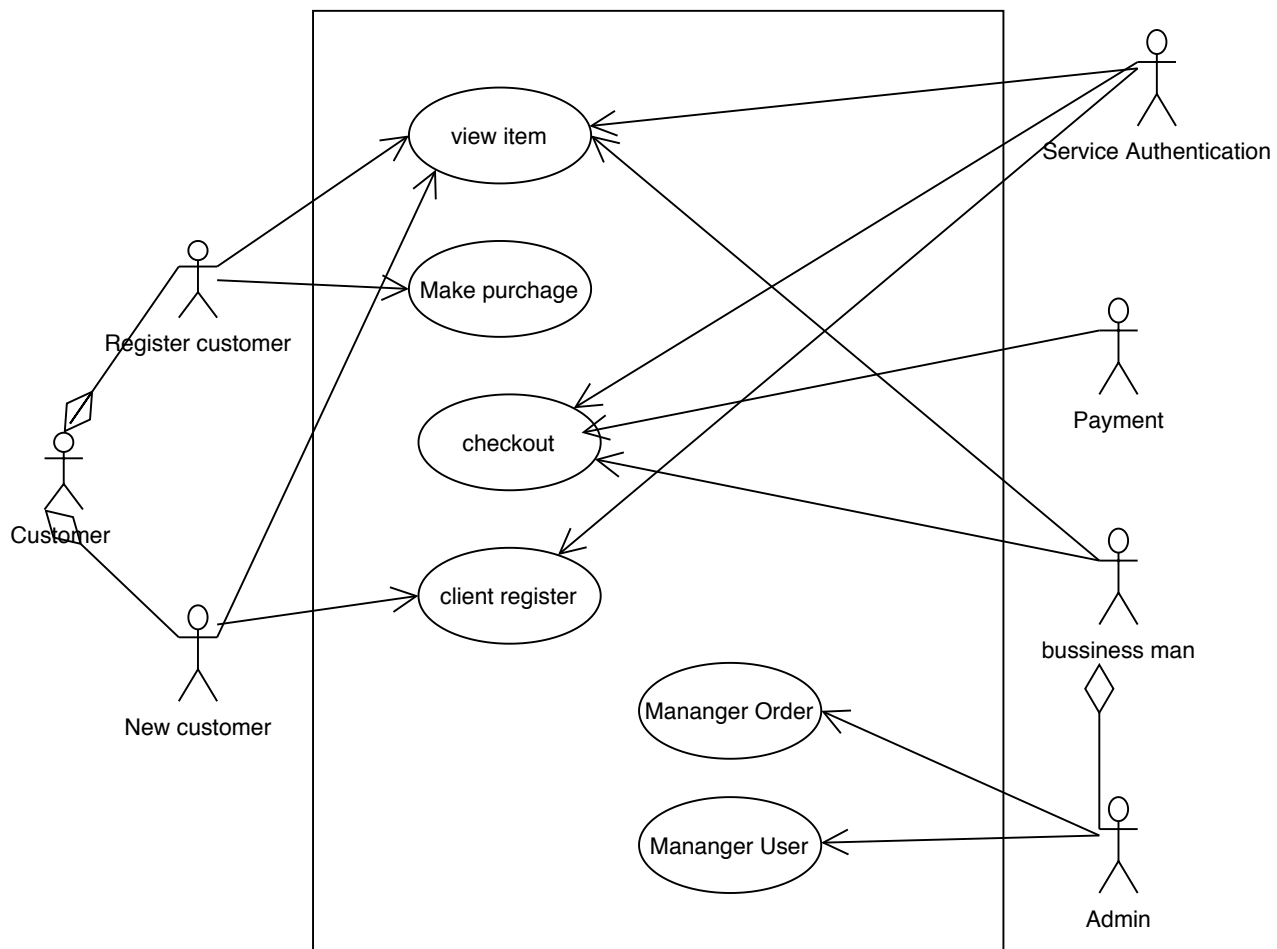 view item
Service Authentication
Make purchage
Register customer
Payment
checkout
Customer
client register
bussiness man
New customer
Mananger Order
Mananger User
Admin